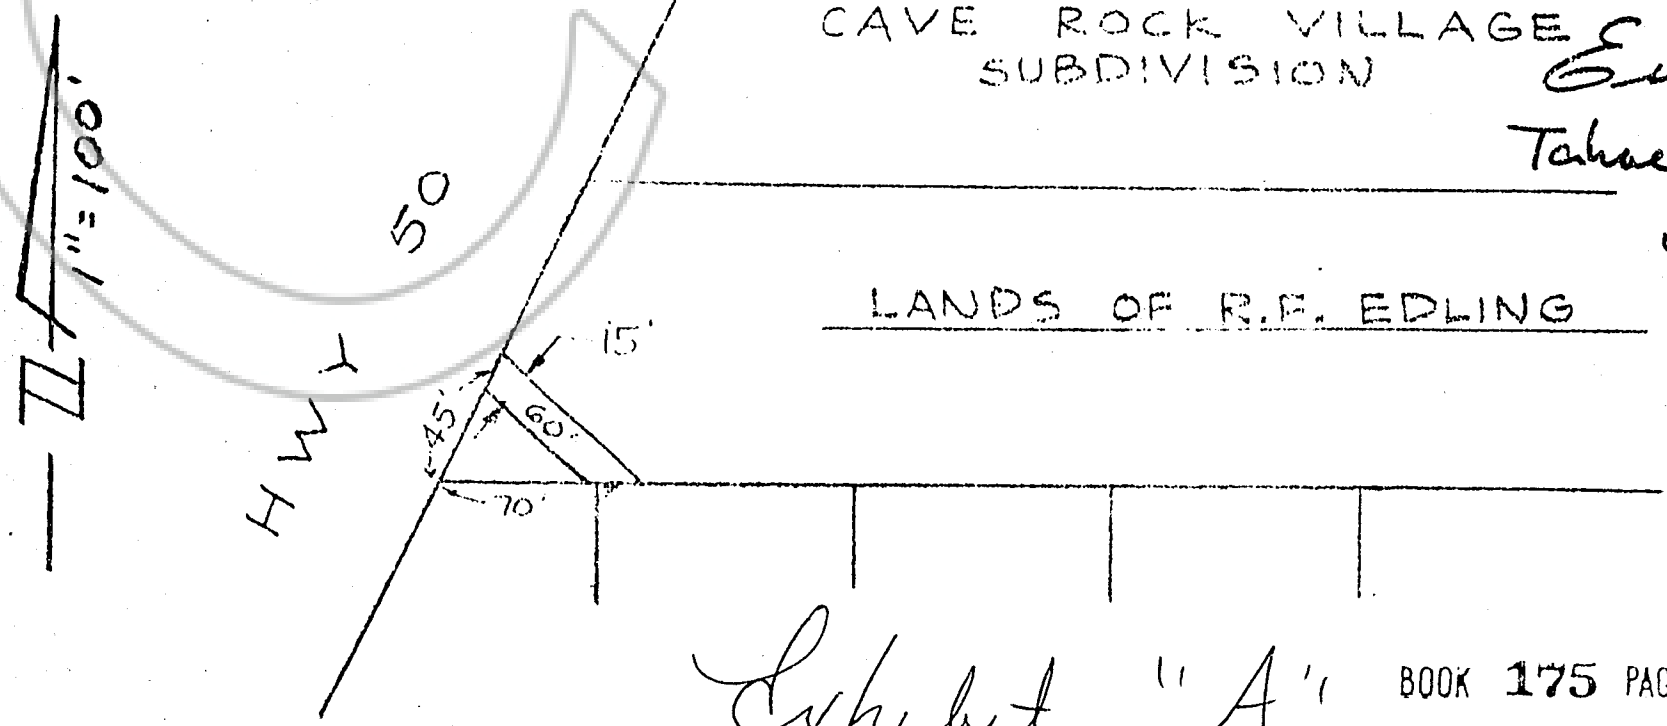 CAVE ROCK VILLAGE
SUBDIVISION
Tahoe
1"=100'
N
HWY 50
LANDS OF R.F. EDLING
15'
45'
60'
70'
Exhibit "A"
BOOK 175 PAG